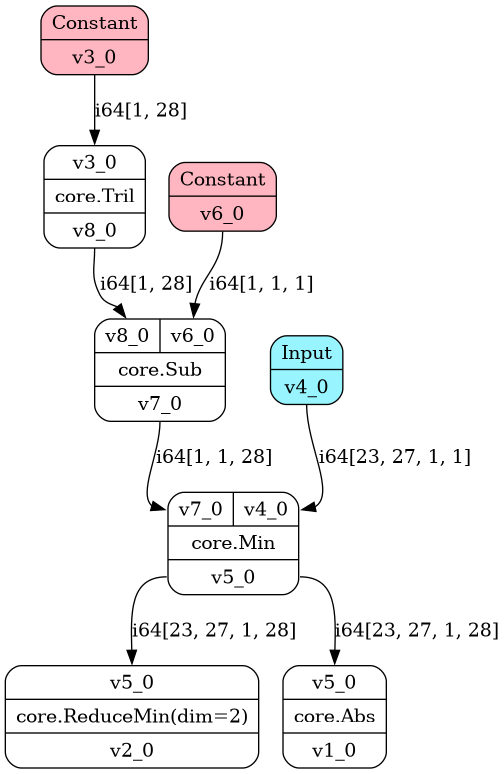 Constant
v3_0
i64[1, 28]
v3_0
core.Tril
v8_0
Constant
v6_0
i64[1, 28]
i64[1, 1, 1]
v8_0 v6_0
core.Sub
v7_0
Input
v4_0
i64[1, 1, 28]
i64[23, 27, 1, 1]
v7_0 v4_0
core.Min
v5_0
i64[23, 27, 1, 28]
i64[23, 27, 1, 28]
v5_0
core.ReduceMin(dim=2)
v2_0
v5_0
core.Abs
v1_0